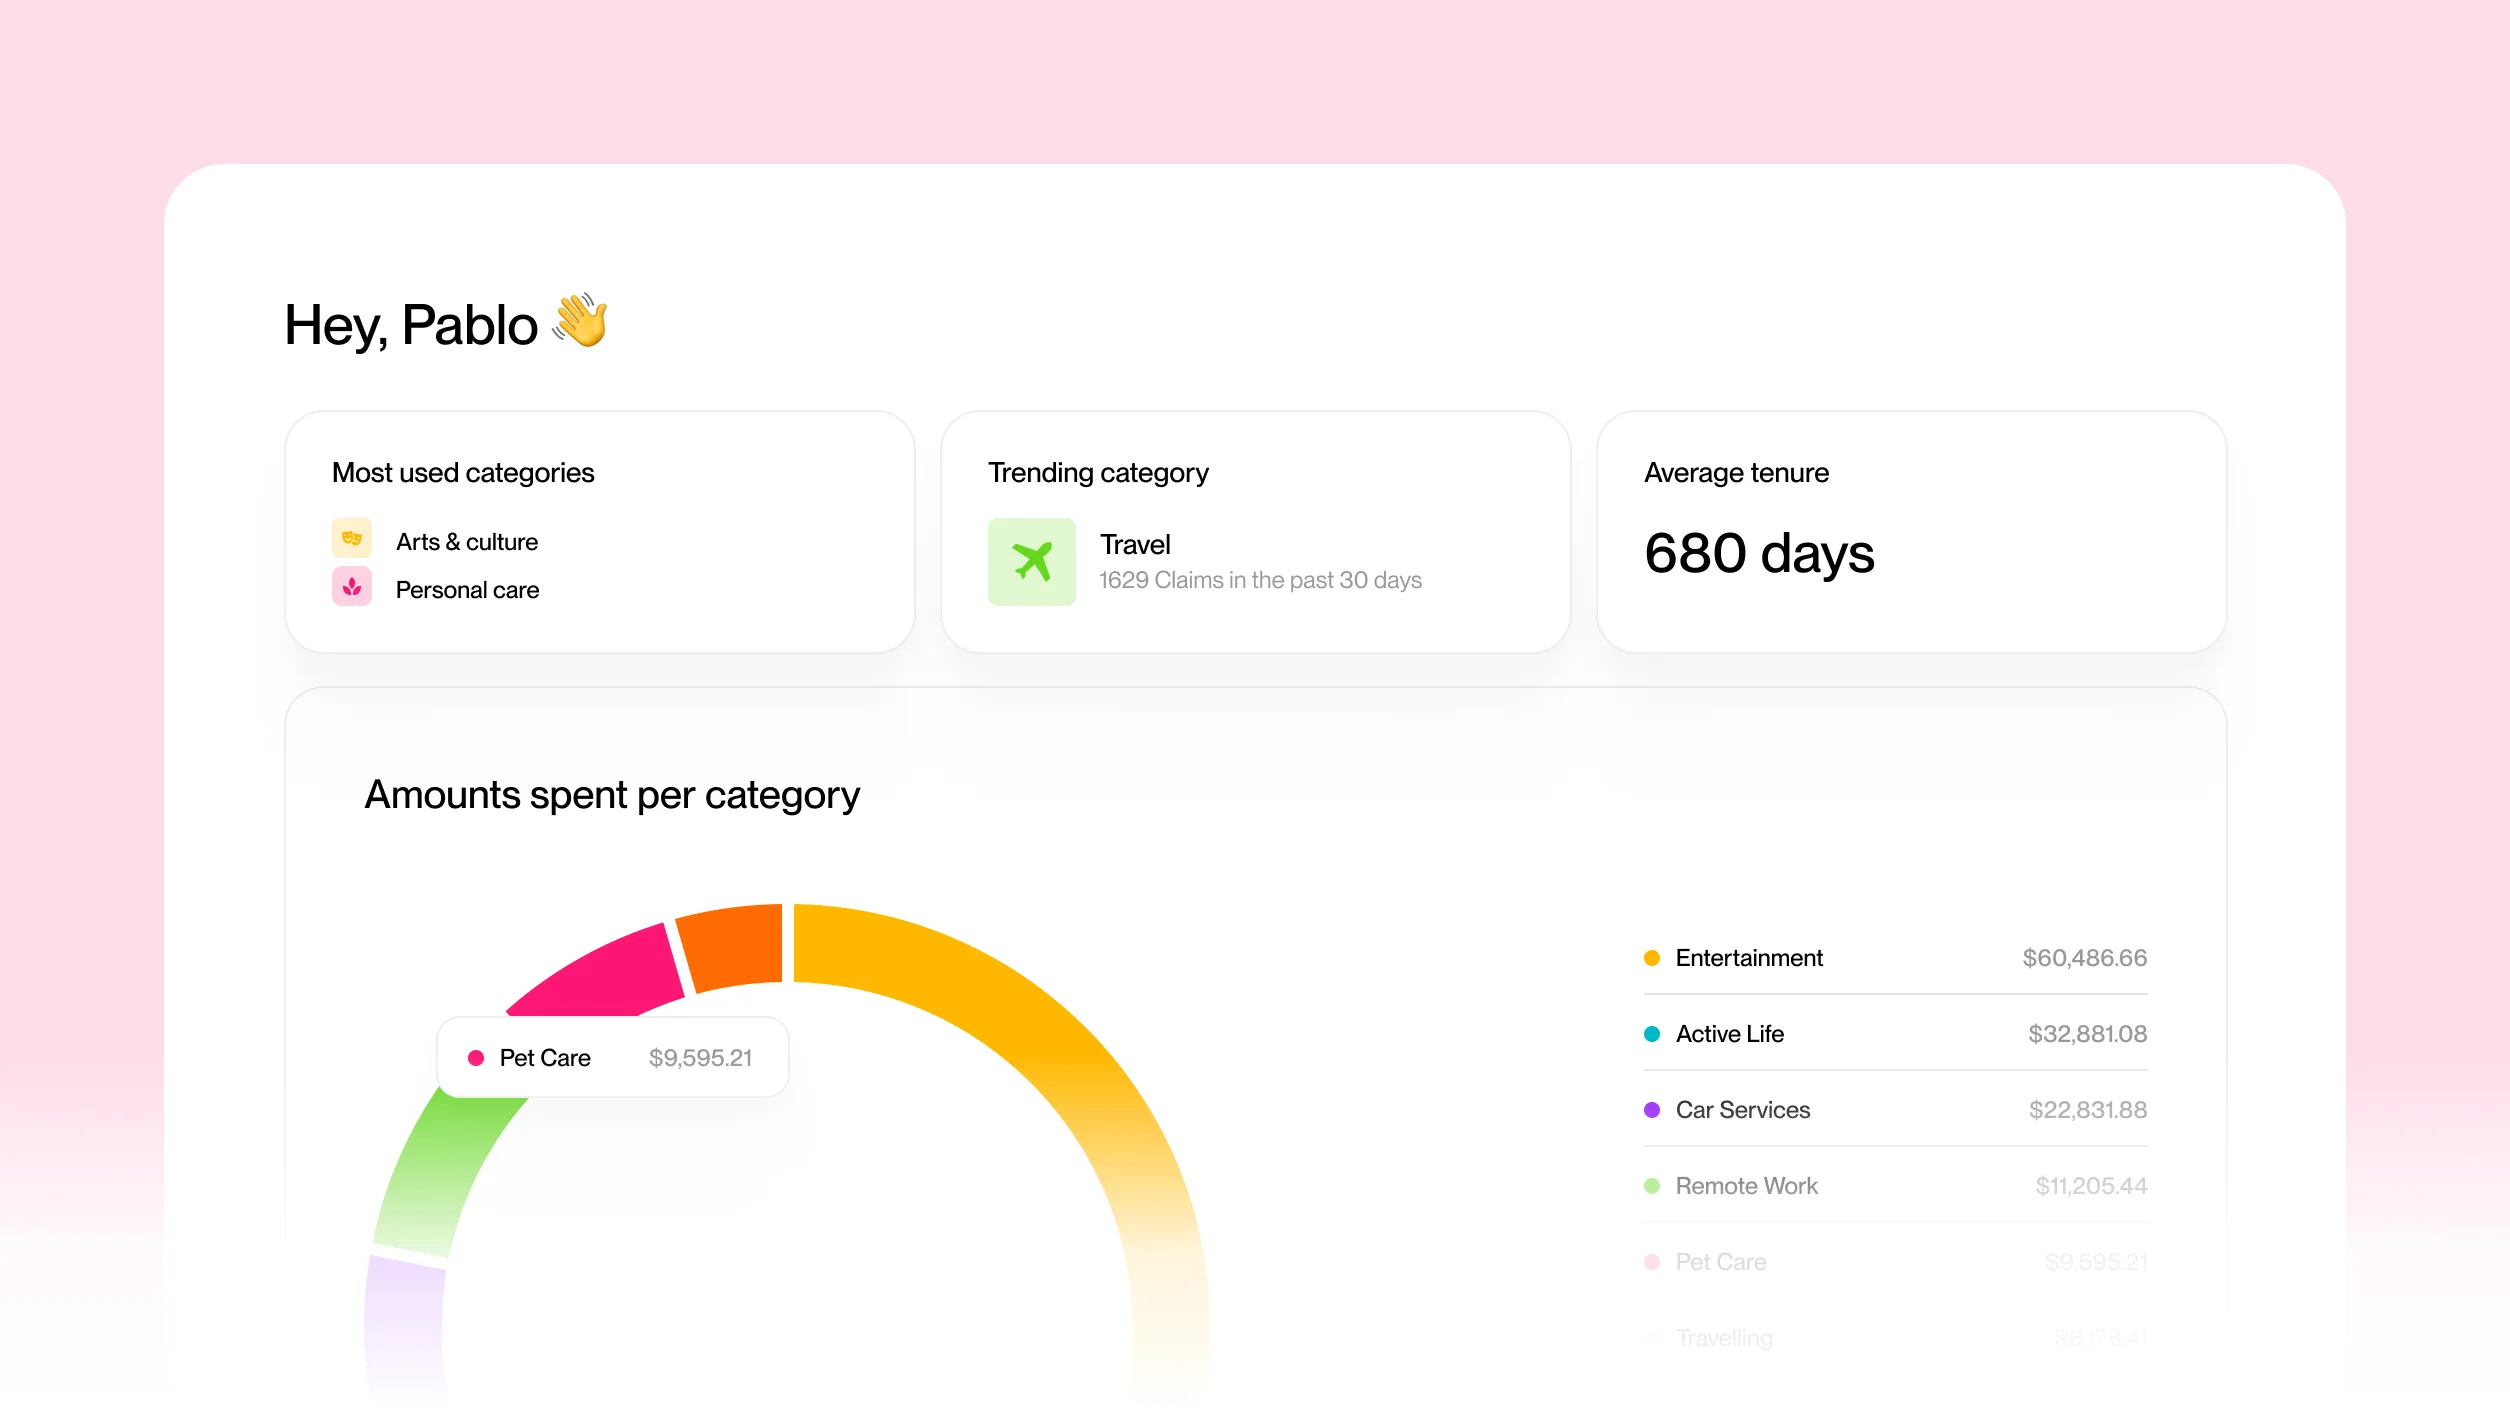 Hey, Pablo 👋
Most used categories
Arts & culture
Personal care
Trending category
Travel
1629 Claims in the past 30 days
Average tenure
680 days
Amounts spent per category
Pet Care $9,595.21
Entertainment $60,486.66
Active Life $32,881.08
Car Services $22,831.88
Remote Work $11,205.44
Pet Care $9,595.21
Travelling $8,178.41